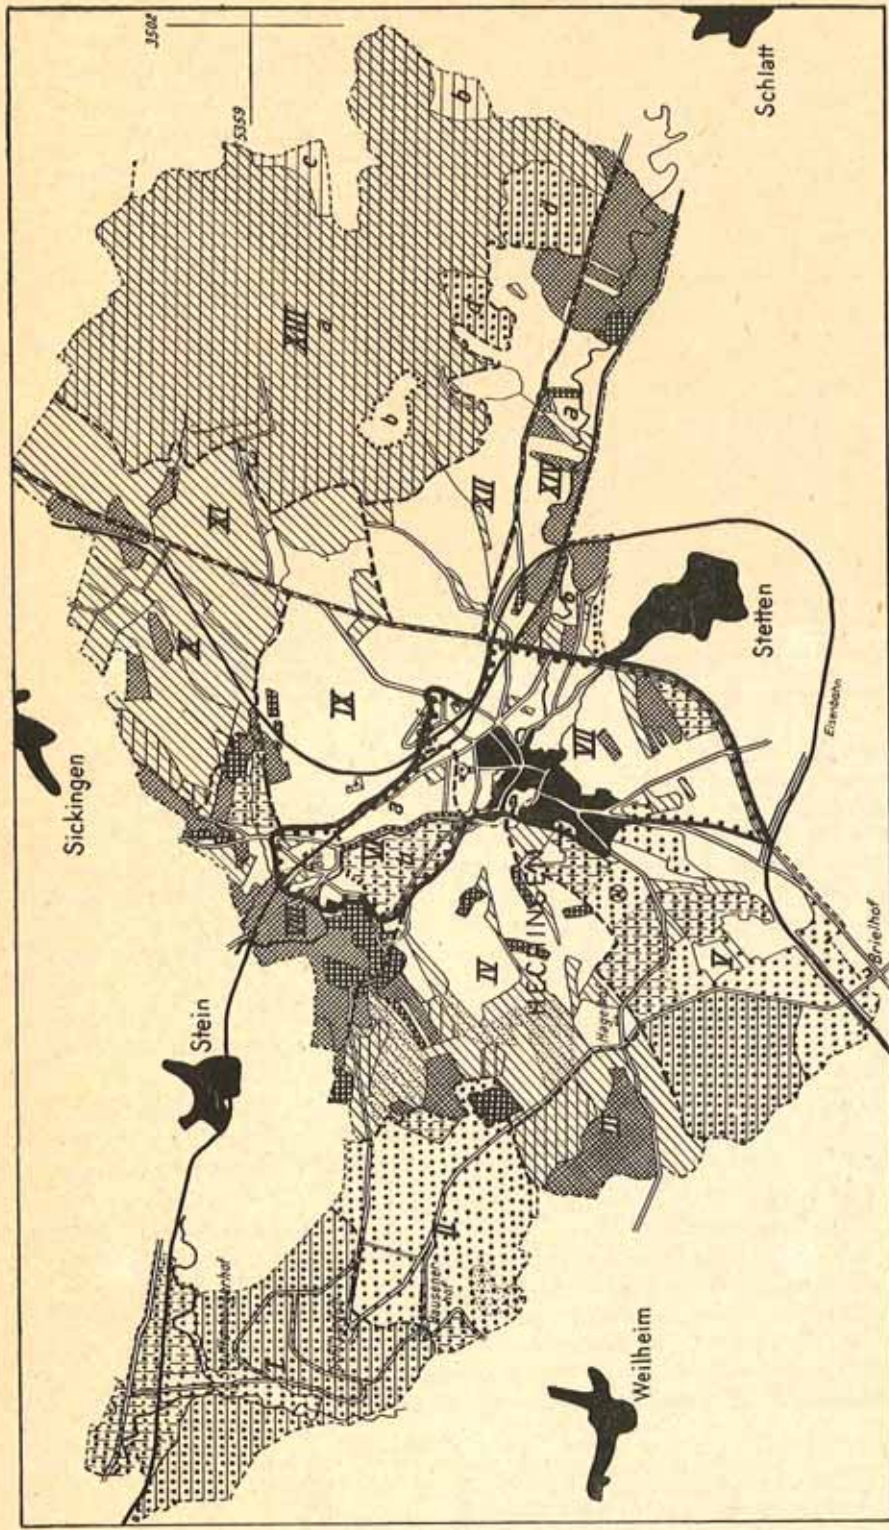 3502
5359
Schlatt
b
c
d
XIII
a
b
f
a
XI
XII
XIV
X
e
Stetten
Sickingen
IX
VII
Eisenbahn
a
VI
HECHINGEN
VIII
IV
V
Brielhof
Stein
III
II
I
Weilheim